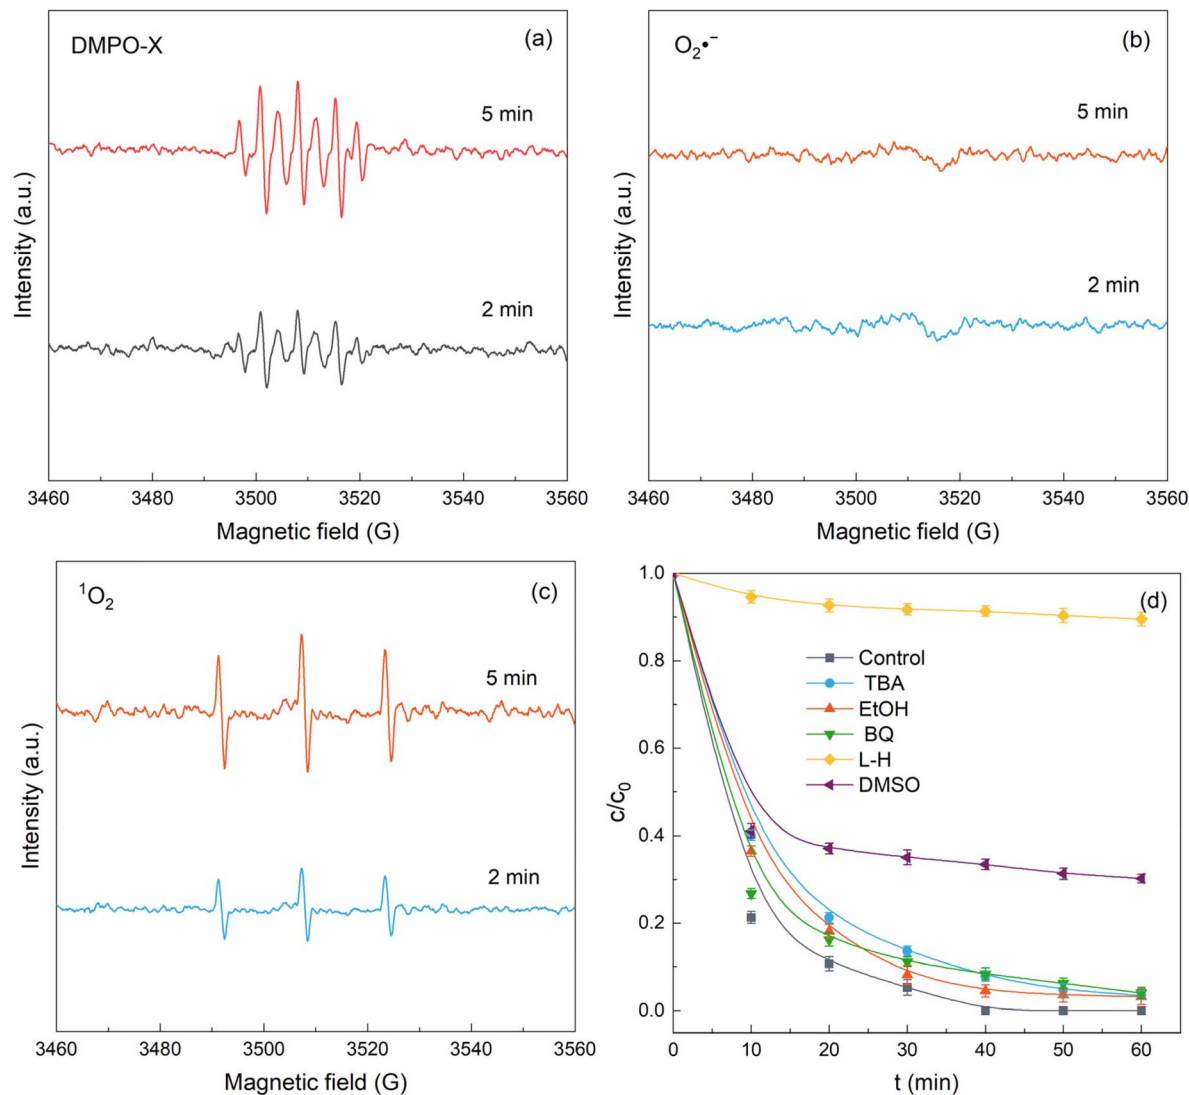 DMPO-X
(a)
5 min
2 min
Intensity (a.u.)
3460 3480 3500 3520 3540 3560
Magnetic field (G)
O₂•⁻
(b)
5 min
2 min
Intensity (a.u.)
3460 3480 3500 3520 3540 3560
Magnetic field (G)
¹O₂
(c)
5 min
2 min
Intensity (a.u.)
3460 3480 3500 3520 3540 3560
Magnetic field (G)
(d)
1.0
0.8
0.6
0.4
0.2
0.0
c/c₀
Control
TBA
EtOH
BQ
L-H
DMSO
0 10 20 30 40 50 60
t (min)